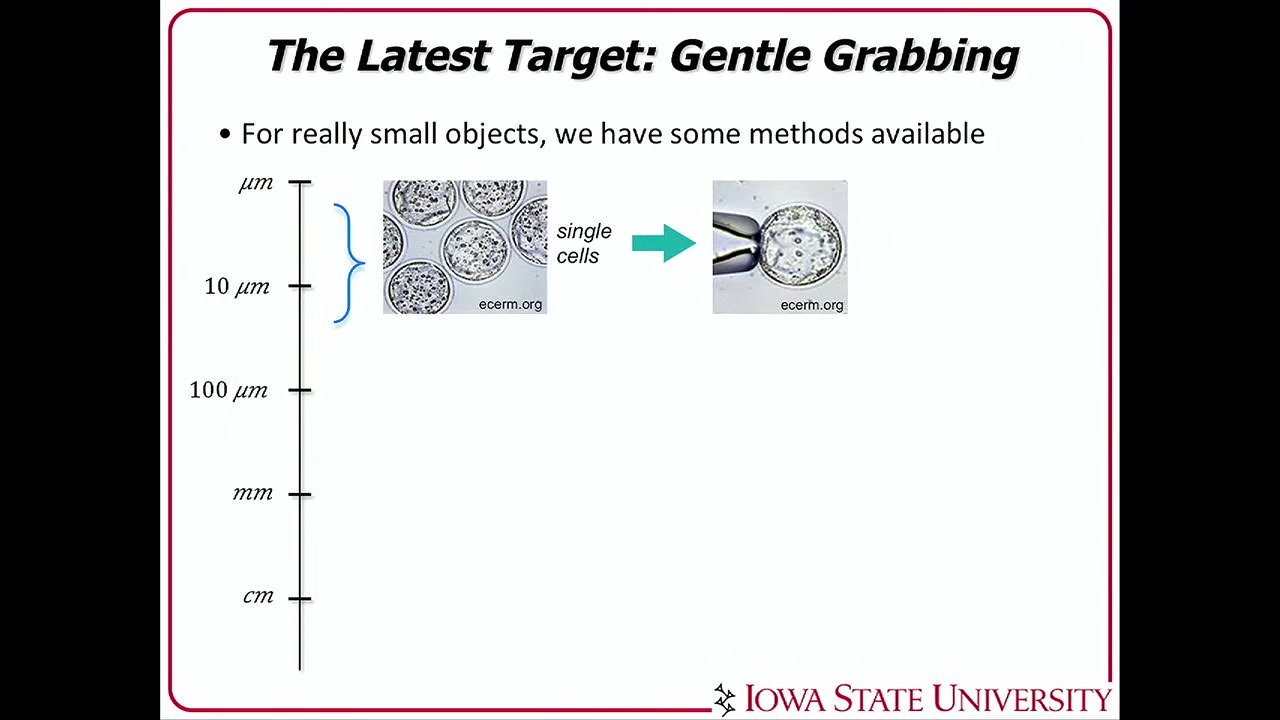 The Latest Target: Gentle Grabbing
• For really small objects, we have some methods available
μm
10 μm
100 μm
mm
cm
single
cells
ecerm.org
ecerm.org
IOWA STATE UNIVERSITY